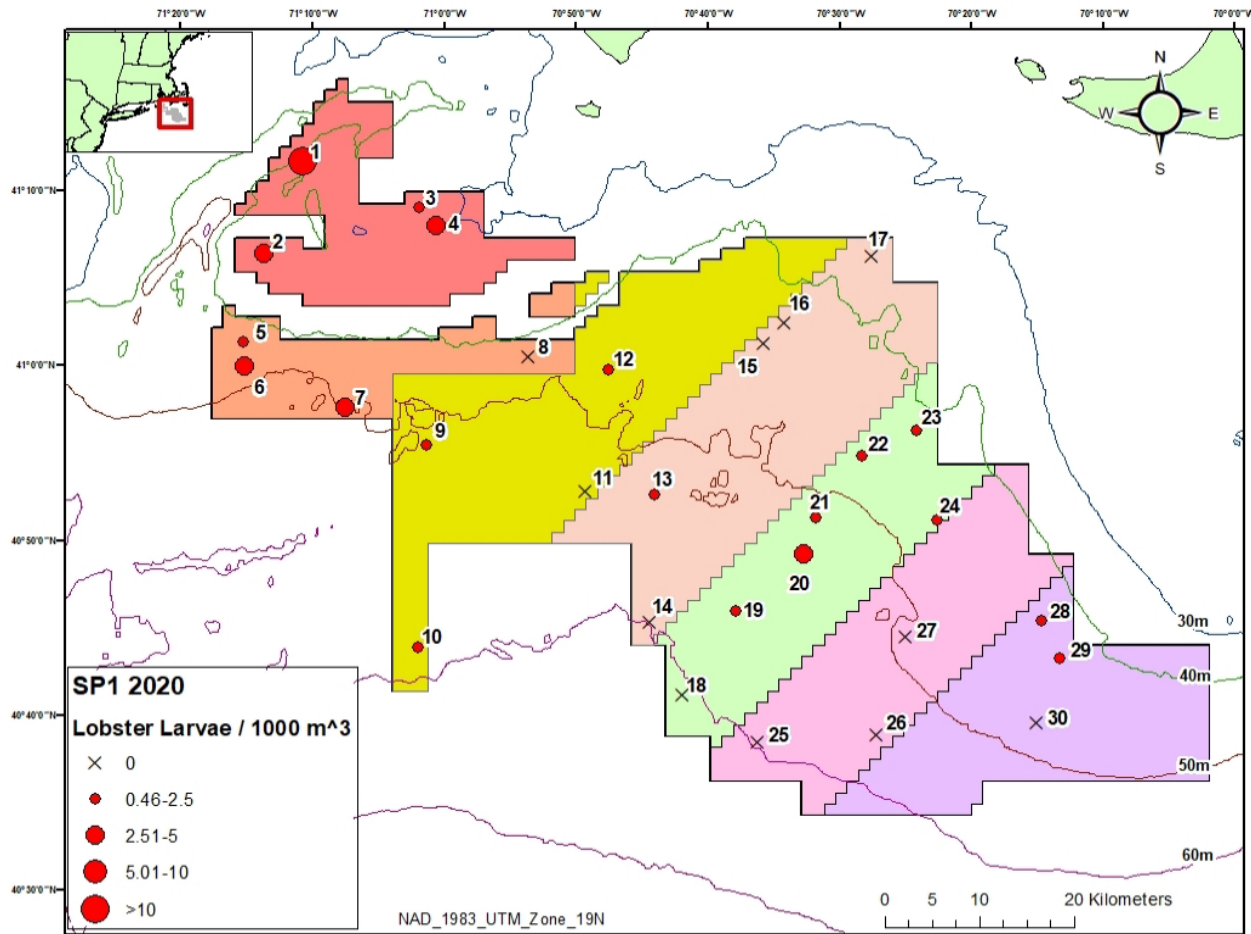 71°20'0"W 71°10'0"W 71°0'0"W 70°50'0"W 70°40'0"W 70°30'0"W 70°20'0"W 70°10'0"W 70°0'0"W
N
W E
S
1
41°10'0"N
3
4
2
17
16
5
15
8
12
41°0'0"N
6
7
23
9
22
11
13
21
24
40°50'0"N
20
19
14
28
30m
10
27
29
40m
SP1 2020
18
Lobster Larvae / 1000 m^3
40°40'0"N
25
26
30
0
50m
0.46-2.5
2.51-5
60m
5.01-10
40°30'0"N
0 5 10 20 Kilometers
>10
NAD_1983_UTM_Zone_19N